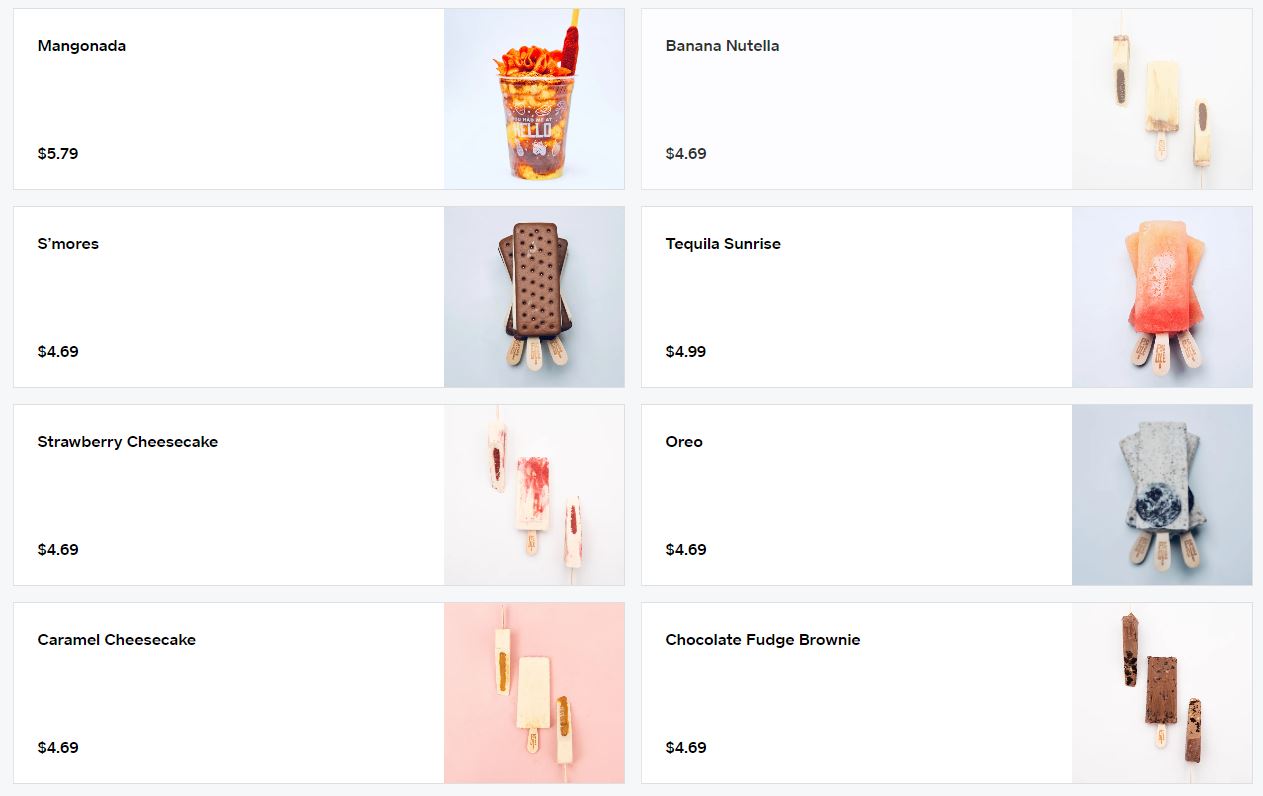 Mangonada
$5.79
YOU HAD ME AT
HELLO
Banana Nutella
$4.69
S’mores
$4.69
Tequila Sunrise
$4.99
Strawberry Cheesecake
$4.69
Oreo
$4.69
Caramel Cheesecake
$4.69
Chocolate Fudge Brownie
$4.69